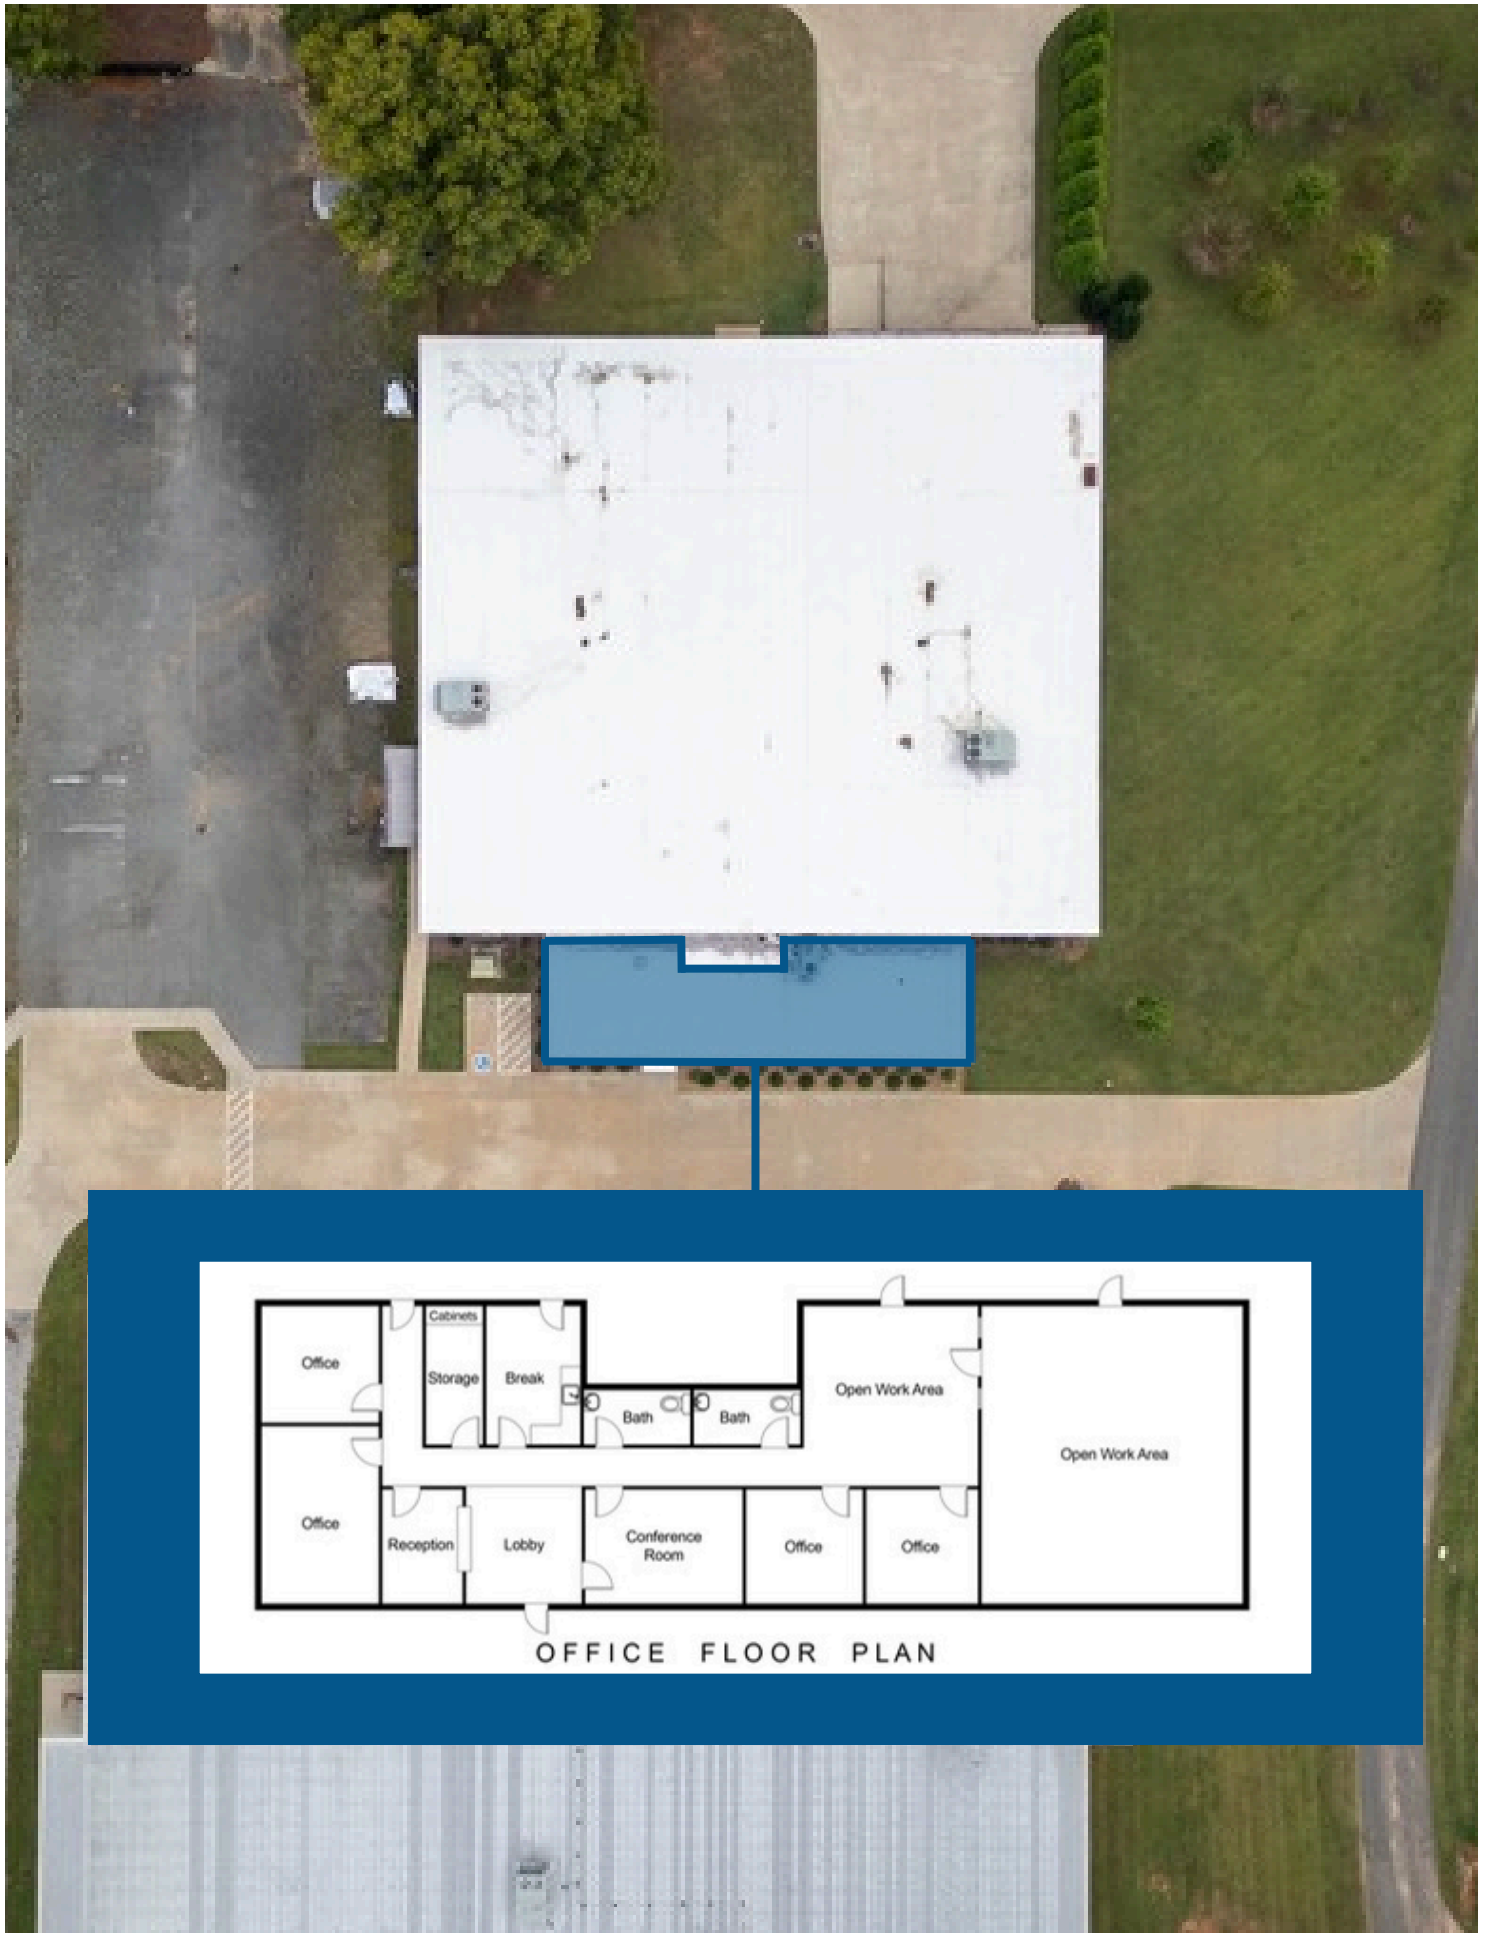 Cabinets
Office
Storage
Break
Open Work Area
Bath
Bath
Open Work Area
Office
Reception
Lobby
Conference
Room
Office
Office
OFFICE FLOOR PLAN